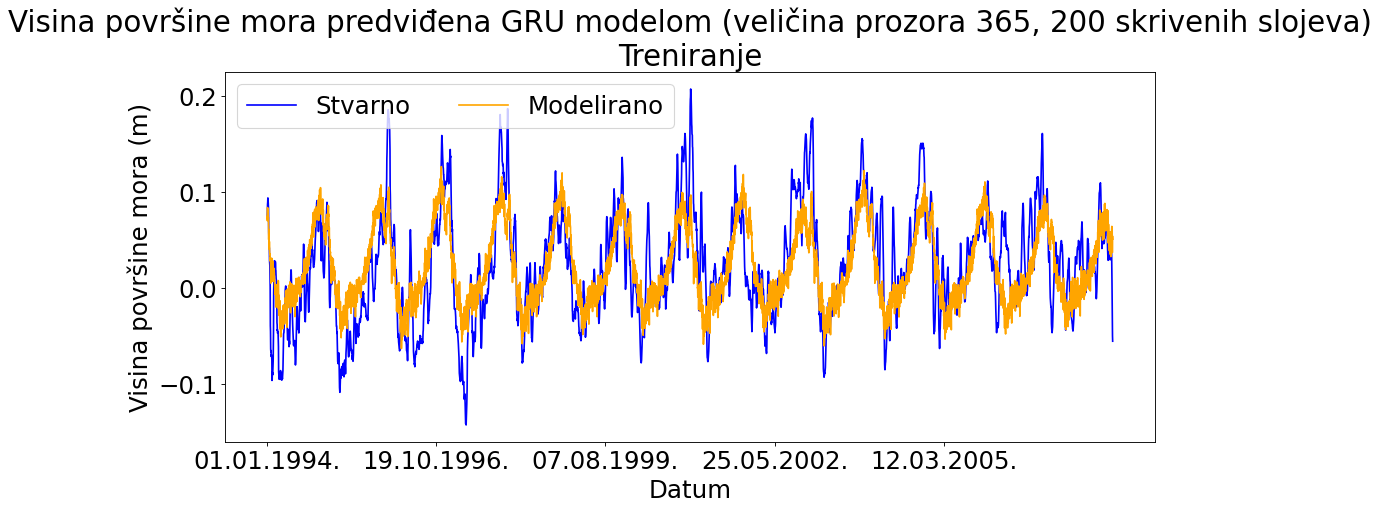 Visina površine mora predviđena GRU modelom (veličina prozora 365, 200 skrivenih slojeva)
Treniranje
Stvarno
Modelirano
Visina površine mora (m)
0.2
0.1
0.0
−0.1
01.01.1994.
19.10.1996.
07.08.1999.
25.05.2002.
12.03.2005.
Datum